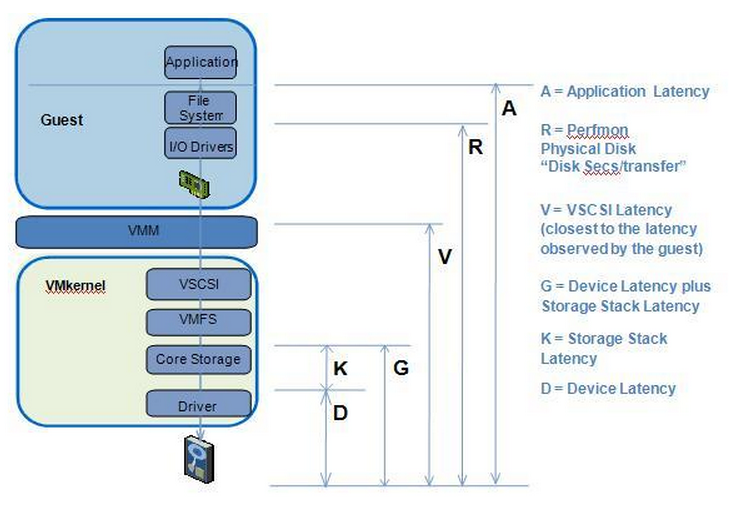 Application
File
System
I/O Drivers
Guest
VMM
VMkernel
VSCSI
VMFS
Core Storage
Driver
A
R
V
K
G
D
A = Application Latency
R = Perfmon
Physical Disk
“Disk Secs/transfer”
V = VSCSI Latency
(closest to the latency
observed by the guest)
G = Device Latency plus
Storage Stack Latency
K = Storage Stack
Latency
D = Device Latency